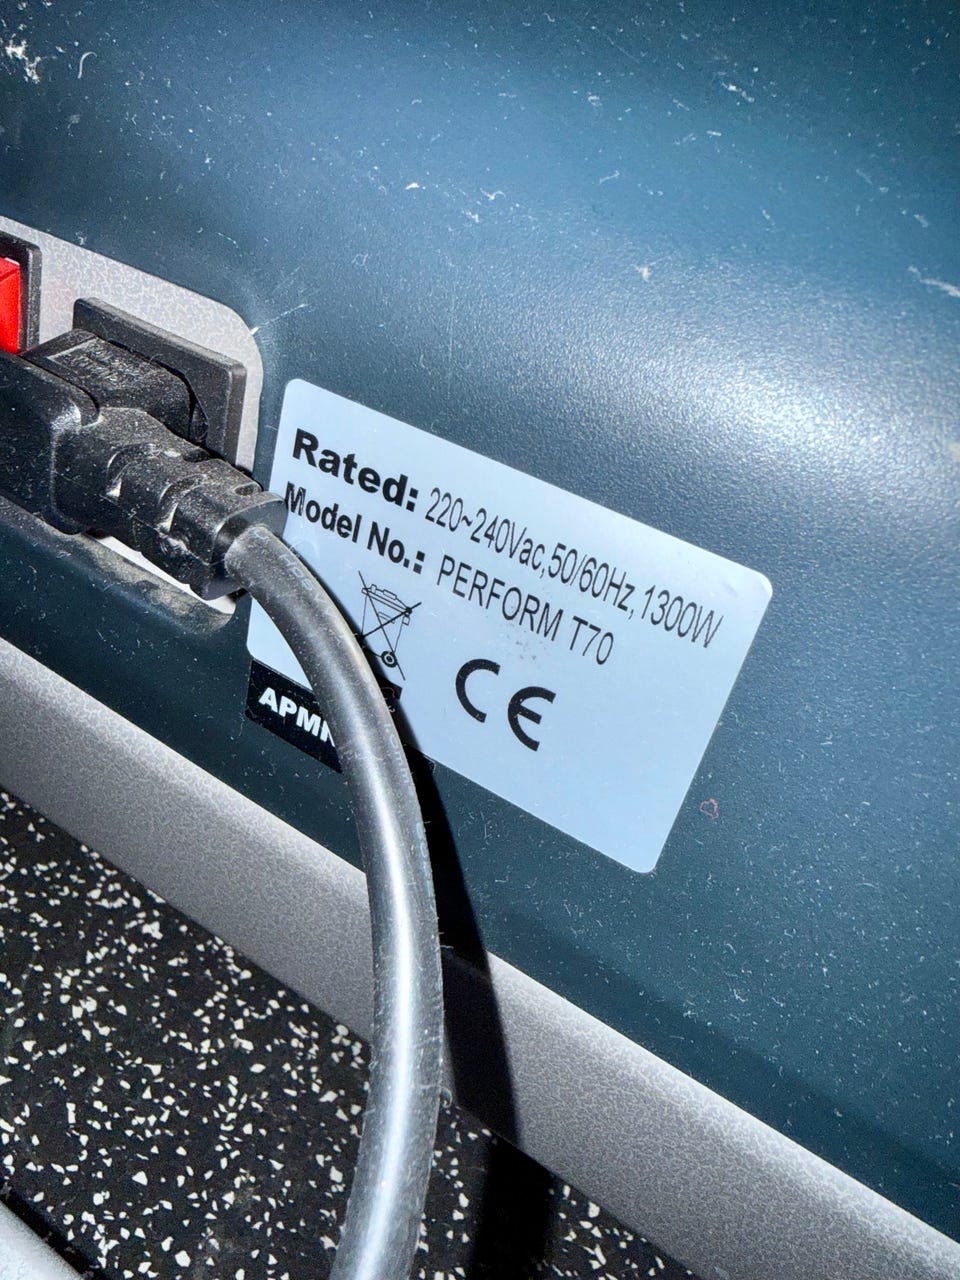 Rated: 220~240Vac,50/60Hz,1300W
Model No.: PERFORM T70
CE